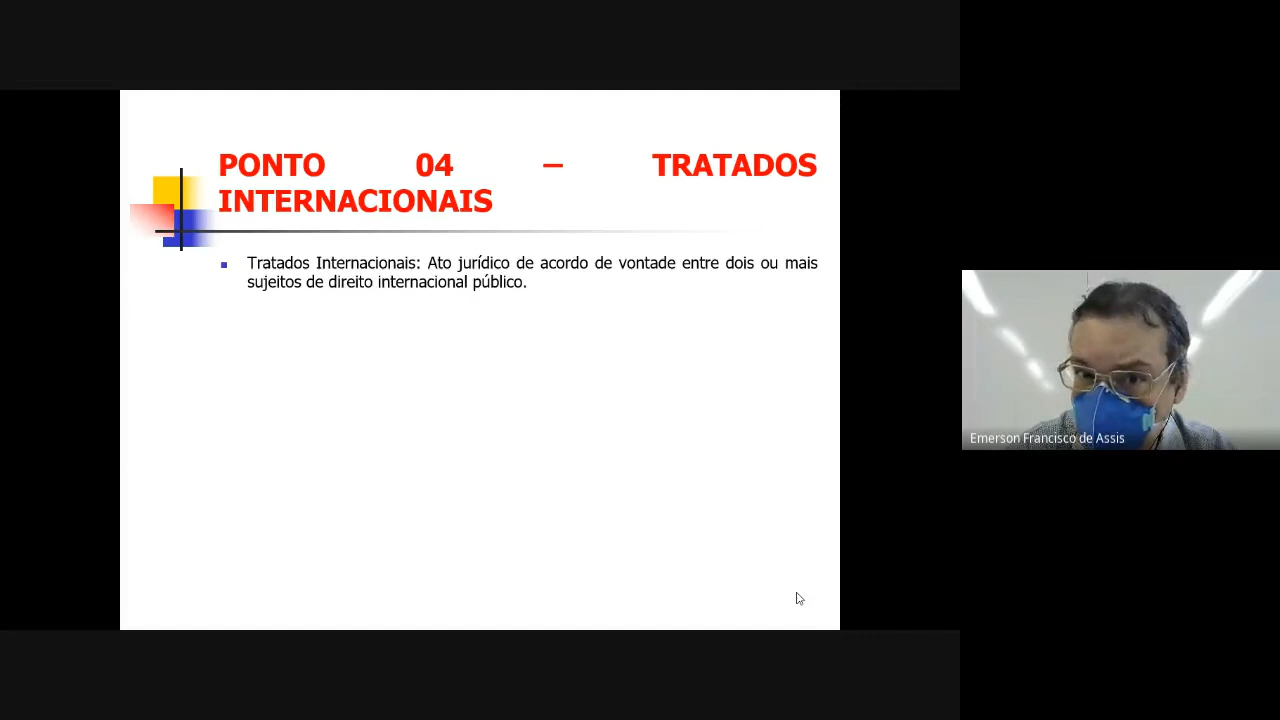 PONTO 04 – TRATADOS
INTERNACIONAIS
Tratados Internacionais: Ato jurídico de acordo de vontade entre dois ou mais
sujeitos de direito internacional público.
Emerson Francisco de Assis